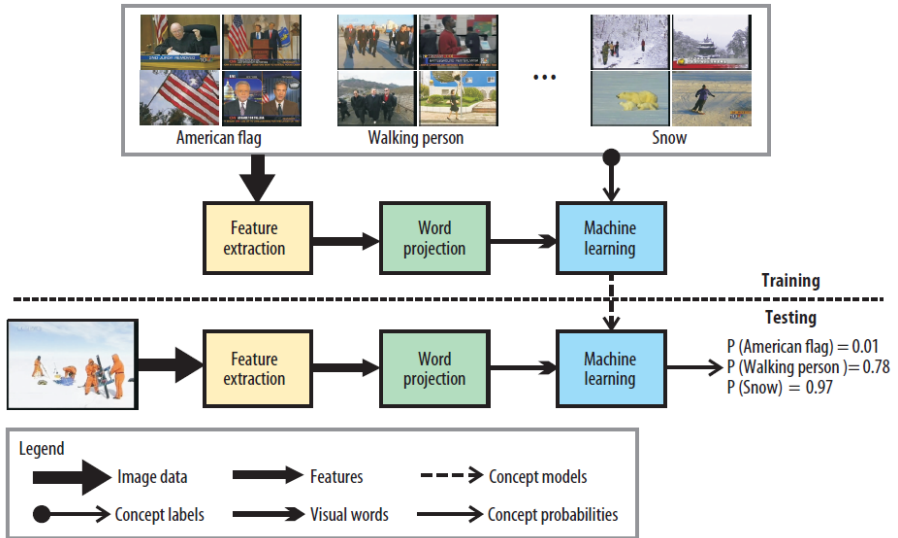 American flag
Walking person
...
Snow
Feature
extraction
Word
projection
Machine
learning
Training
Testing
Feature
extraction
Word
projection
Machine
learning
P (American flag) = 0.01
P (Walking person )= 0.78
P (Snow) = 0.97
Legend
Image data
Features
Concept models
Concept labels
Visual words
Concept probabilities